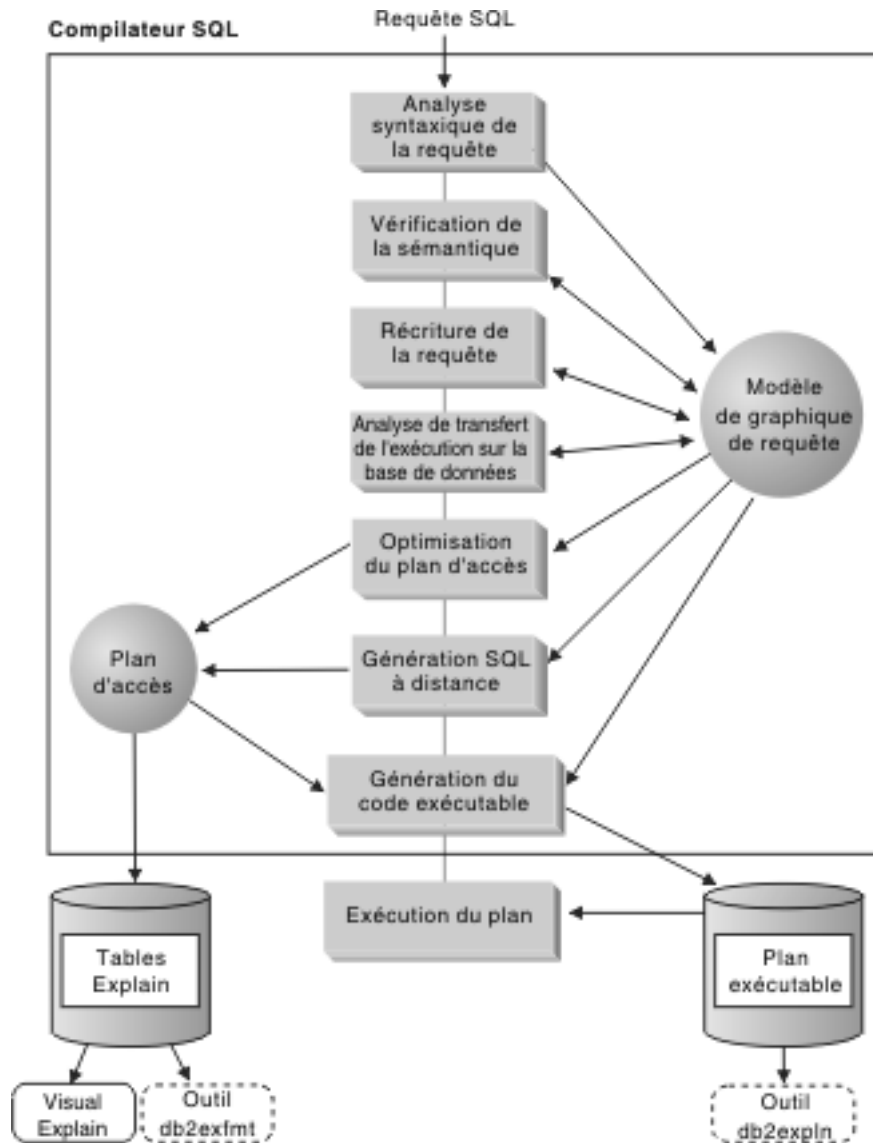 Requête SQL
Compilateur SQL
Analyse
syntaxique de
la requête
Vérification de
la sémantique
Récriture de
la requête
Modèle
de graphique
de requête
Analyse de transfert
de l'exécution sur la
base de données
Optimisation
du plan d'accès
Plan
d'accès
Génération SQL
à distance
Génération du
code exécutable
Exécution du plan
Tables
Explain
Plan
exécutable
Visual
Explain
Outil
db2exfmt
Outil
db2expln